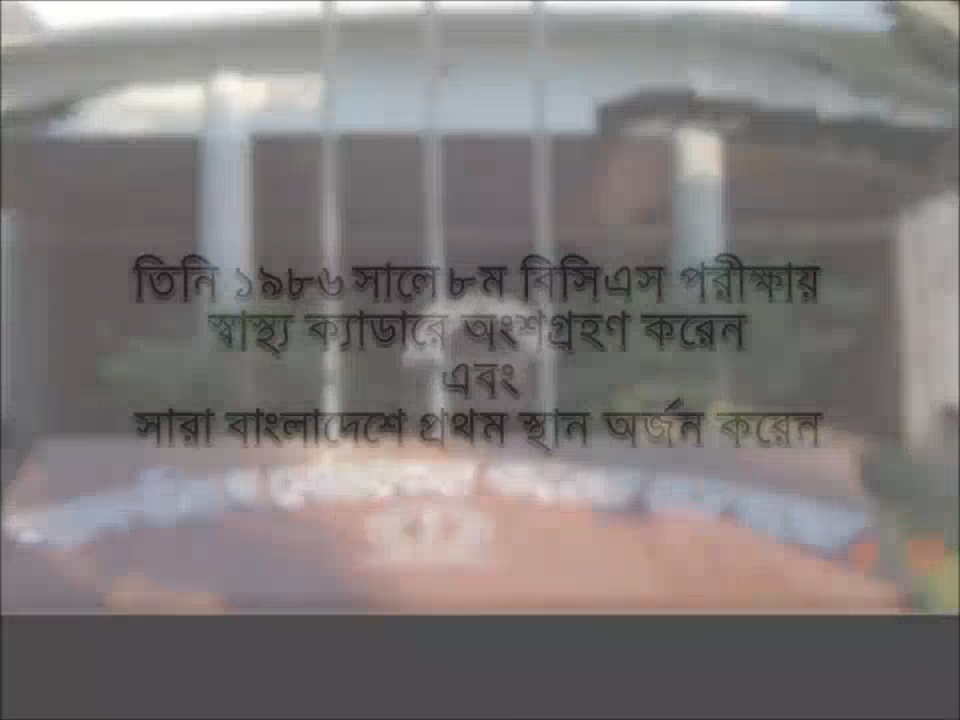 তিনি ১৯৮৬ সালে ৮ম বিসিএস পরীক্ষায়
স্বাস্থ্য ক্যাডারে অংশগ্রহণ করেন
এবং
সারা বাংলাদেশে প্রথম স্থান অর্জন করেন